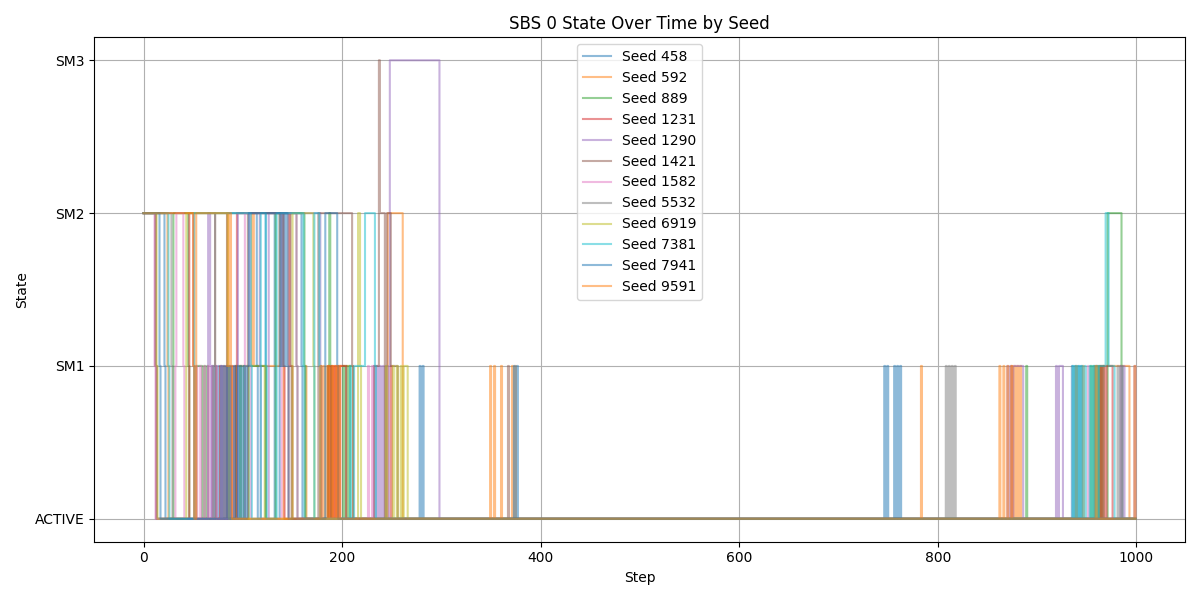 SBS 0 State Over Time by Seed
SM3
SM2
SM1
ACTIVE
State
Seed 458
Seed 592
Seed 889
Seed 1231
Seed 1290
Seed 1421
Seed 1582
Seed 5532
Seed 6919
Seed 7381
Seed 7941
Seed 9591
0 200 400 600 800 1000
Step